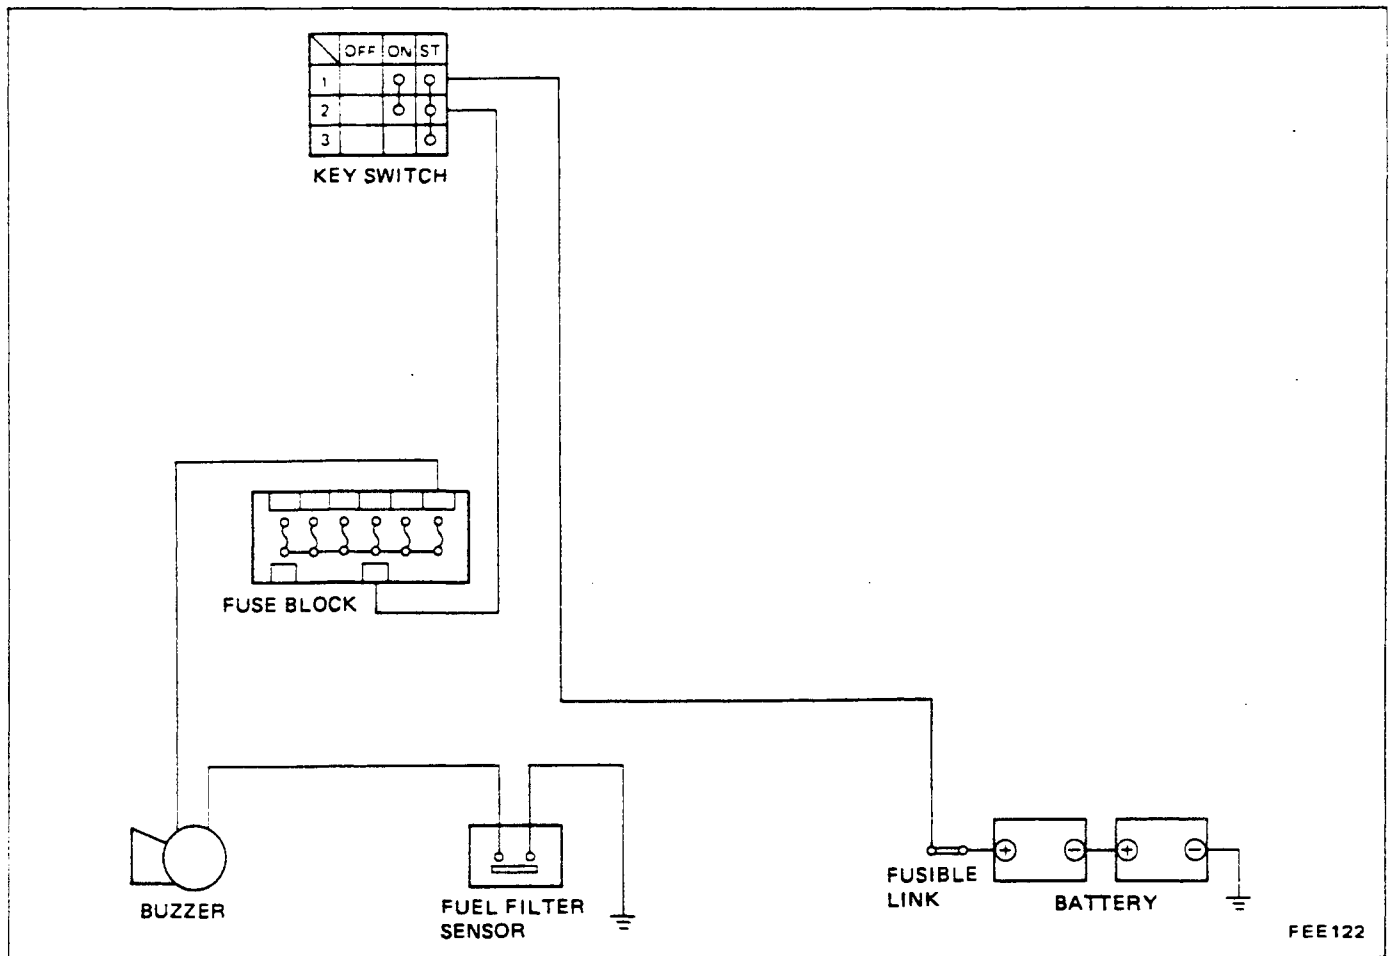 OFF ON ST
1
2
3
KEY SWITCH
FUSE BLOCK
BUZZER
FUEL FILTER
SENSOR
FUSIBLE
LINK
+ − + −
BATTERY
FEE122